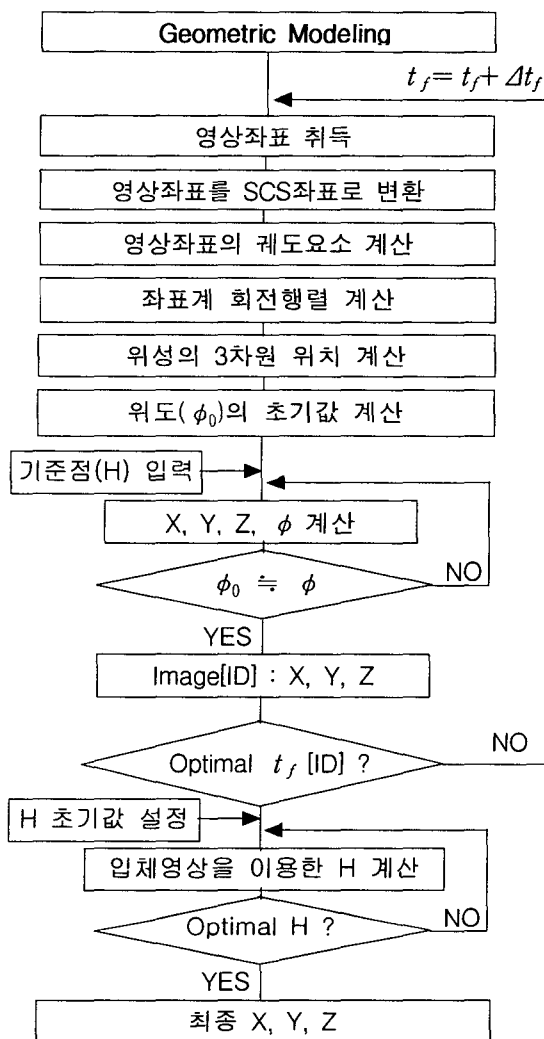 Geometric Modeling
t_f = t_f + Δt_f
영상좌표 취득
영상좌표를 SCS좌표로 변환
영상좌표의 궤도요소 계산
좌표계 회전행렬 계산
위성의 3차원 위치 계산
위도( ϕ₀)의 초기값 계산
기준점(H) 입력
X, Y, Z, ϕ 계산
ϕ₀ ≒ ϕ
NO
YES
Image[ID] : X, Y, Z
Optimal t_f [ID] ?
NO
H 초기값 설정
입체영상을 이용한 H 계산
Optimal H ?
NO
YES
최종 X, Y, Z